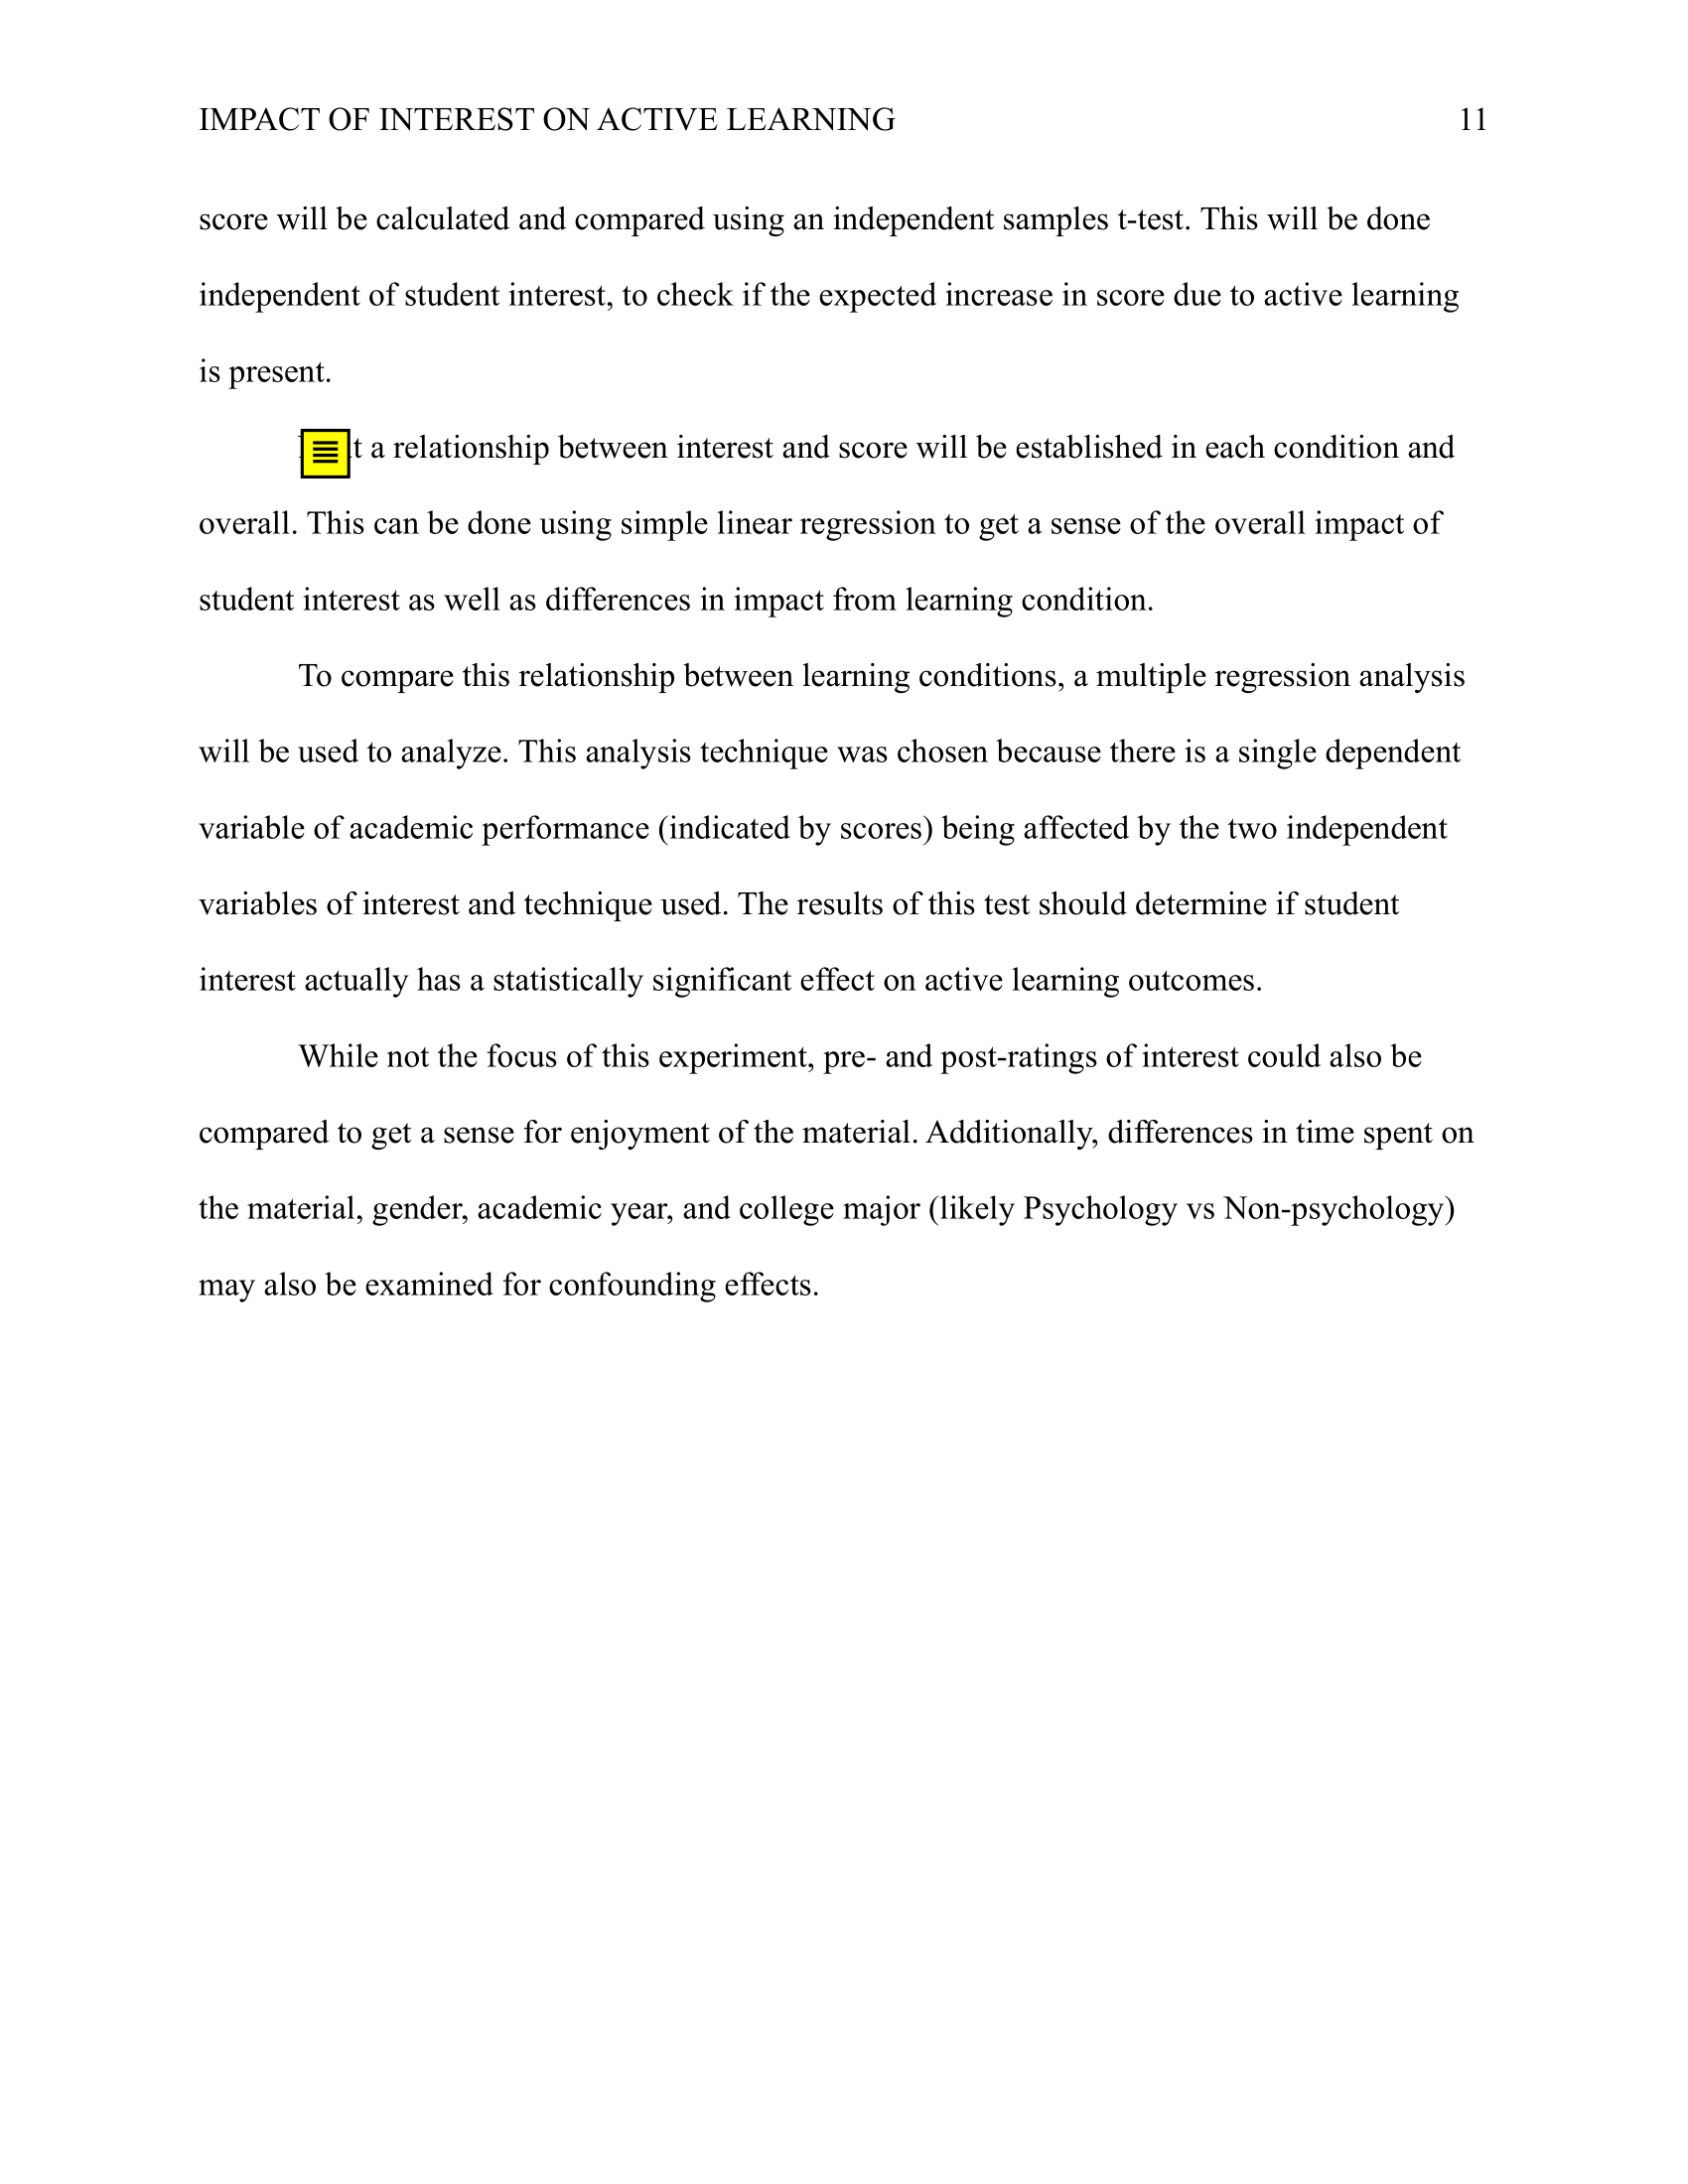 IMPACT OF INTEREST ON ACTIVE LEARNING 11
score will be calculated and compared using an independent samples t-test. This will be done
independent of student interest, to check if the expected increase in score due to active learning
is present.
a relationship between interest and score will be established in each condition and
overall. This can be done using simple linear regression to get a sense of the overall impact of
student interest as well as differences in impact from learning condition.
To compare this relationship between learning conditions, a multiple regression analysis
will be used to analyze. This analysis technique was chosen because there is a single dependent
variable of academic performance (indicated by scores) being affected by the two independent
variables of interest and technique used. The results of this test should determine if student
interest actually has a statistically significant effect on active learning outcomes.
While not the focus of this experiment, pre- and post-ratings of interest could also be
compared to get a sense for enjoyment of the material. Additionally, differences in time spent on
the material, gender, academic year, and college major (likely Psychology vs Non-psychology)
may also be examined for confounding effects.